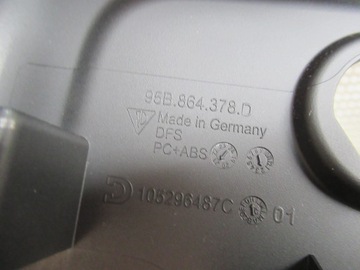 95B.864.378.D
Made in Germany
DFS
PC+ABS
105296487C 01